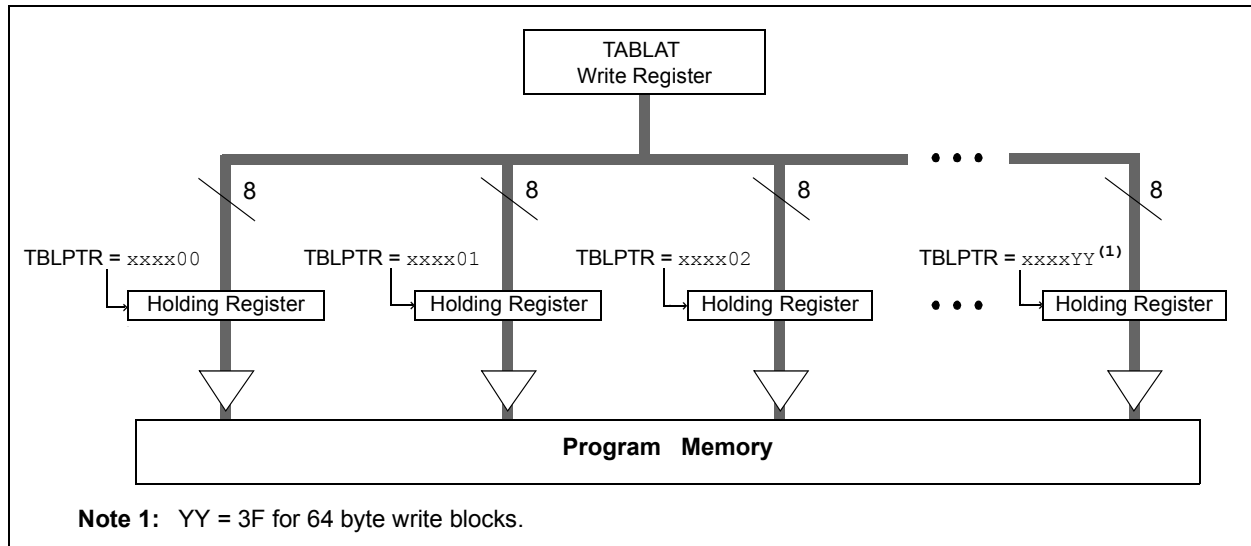 TABLAT
Write Register
8 8 8 8
TBLPTR = xxxx00 TBLPTR = xxxx01 TBLPTR = xxxx02 TBLPTR = xxxxYY(1)
Holding Register Holding Register Holding Register Holding Register
Program Memory
Note 1: YY = 3F for 64 byte write blocks.